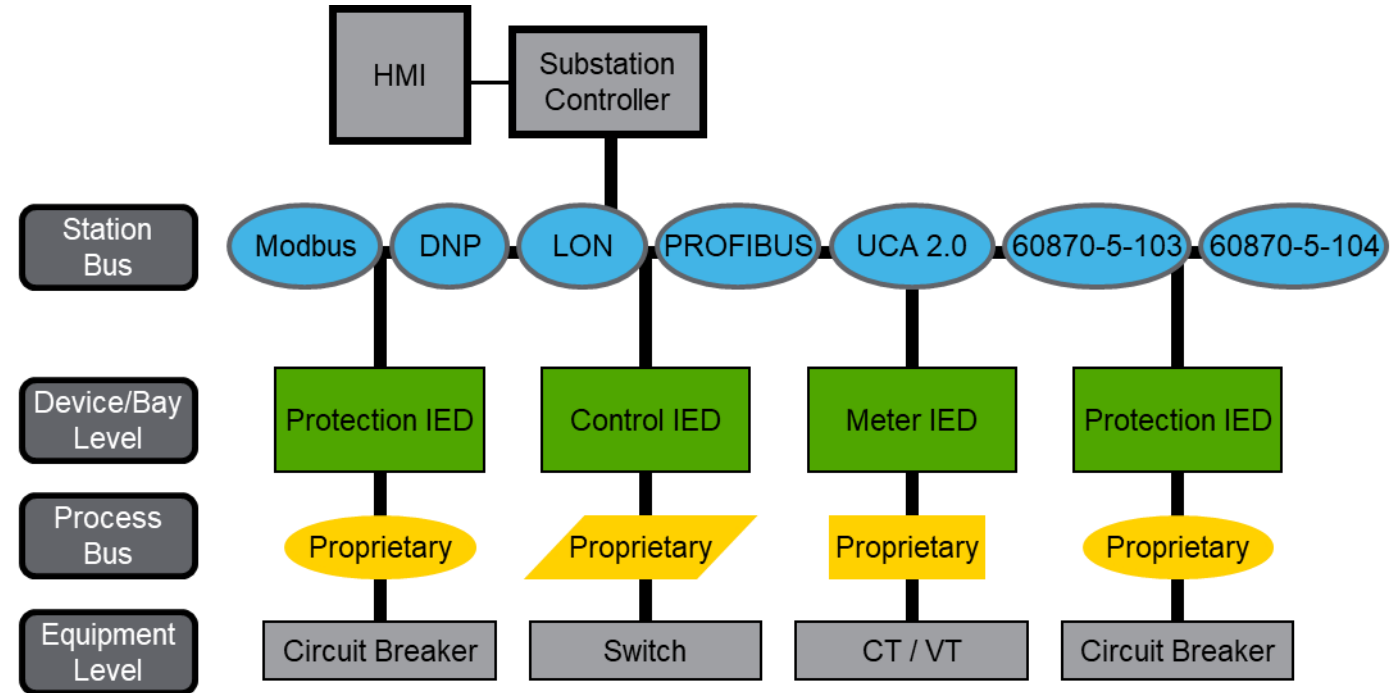 HMI
Substation
Controller
Station
Bus
Modbus
DNP
LON
PROFIBUS
UCA 2.0
60870-5-103
60870-5-104
Device/Bay
Level
Protection IED
Control IED
Meter IED
Protection IED
Process
Bus
Proprietary
Proprietary
Proprietary
Proprietary
Equipment
Level
Circuit Breaker
Switch
CT / VT
Circuit Breaker